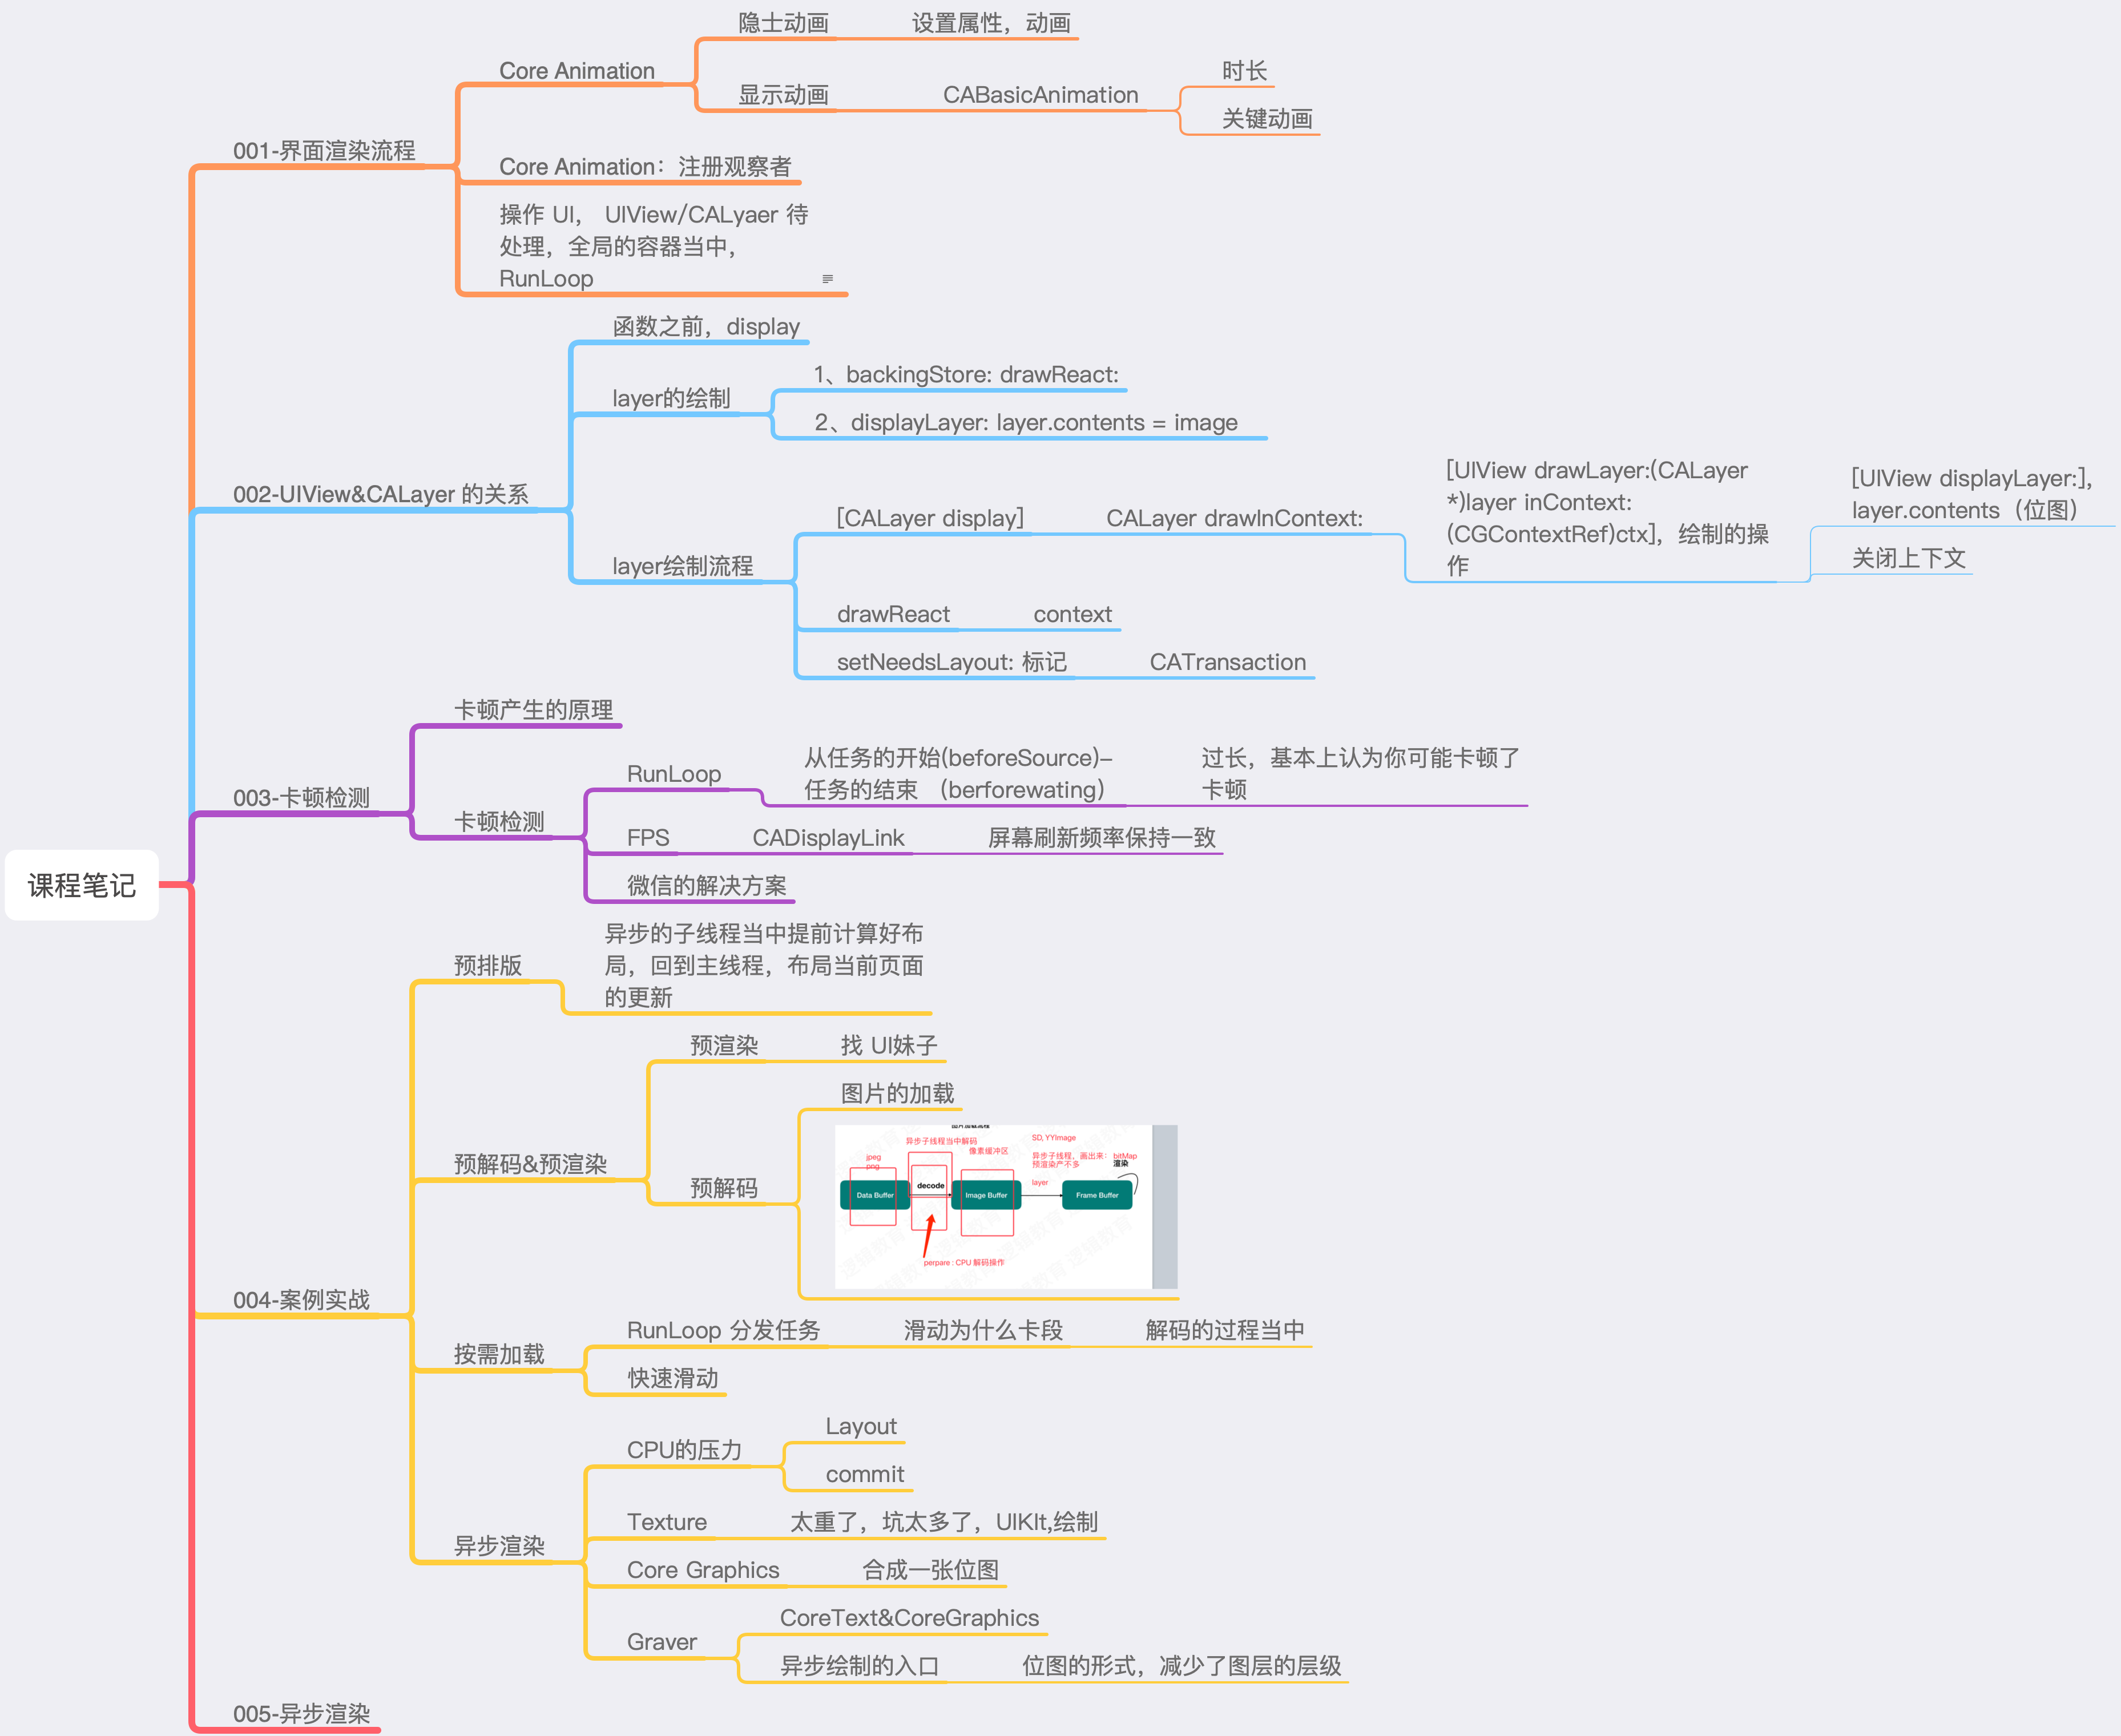 隐士动画
设置属性，动画
Core Animation
显示动画
CABasicAnimation
时长
关键动画
001-界面渲染流程
Core Animation：注册观察者
操作 UI， UIView/CALyaer 待
处理，全局的容器当中，
RunLoop
函数之前，display
layer的绘制
1、backingStore: drawReact:
2、displayLayer: layer.contents = image
002-UIView&CALayer 的关系
layer绘制流程
[CALayer display]
CALayer drawInContext:
[UIView drawLayer:(CALayer
*)layer inContext:
(CGContextRef)ctx]，绘制的操
作
[UIView displayLayer:],
layer.contents（位图）
关闭上下文
drawReact
context
setNeedsLayout: 标记
CATransaction
003-卡顿检测
卡顿产生的原理
卡顿检测
RunLoop
从任务的开始(beforeSource)–
任务的结束 （berforewating）
过长，基本上认为你可能卡顿了
卡顿
FPS
CADisplayLink
屏幕刷新频率保持一致
微信的解决方案
课程笔记
004-案例实战
预排版
异步的子线程当中提前计算好布
局，回到主线程，布局当前页面
的更新
预解码&预渲染
预渲染
找 UI妹子
预解码
图片的加载
图片加载流程
异步子线程当中解码
像素缓冲区
SD, YYImage
jpeg
png
异步子线程，画出来： bitMap
预渲染产不多
渲染
decode
layer
Data Buffer
Image Buffer
Frame Buffer
perpare : CPU 解码操作
逻辑教育
按需加载
RunLoop 分发任务
滑动为什么卡段
解码的过程当中
快速滑动
异步渲染
CPU的压力
Layout
commit
Texture
太重了，坑太多了，UIKIt,绘制
Core Graphics
合成一张位图
Graver
CoreText&CoreGraphics
异步绘制的入口
位图的形式，减少了图层的层级
005-异步渲染